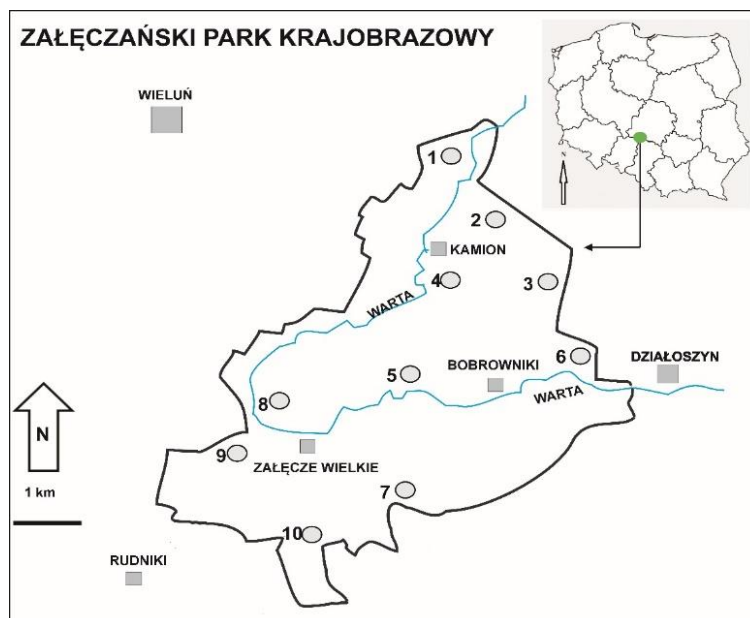 ZAŁĘCZAŃSKI PARK KRAJOBRAZOWY
WIELUŃ
N
1
2
KAMION
4
3
WARTA
6
DZIAŁOSZYN
5
BOBROWNIKI
WARTA
8
N
9
ZAŁĘCZE WIELKIE
1 km
7
10
RUDNIKI